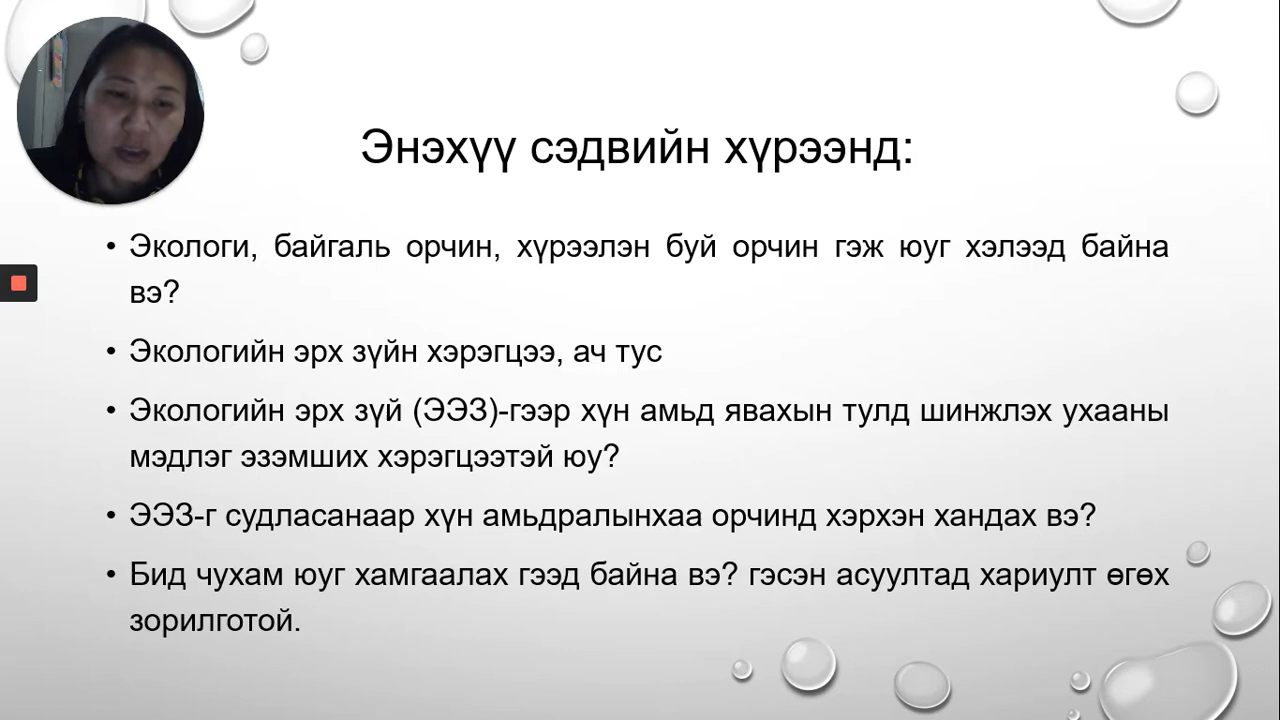 Энэхүү сэдвийн хүрээнд:
• Экологи, байгаль орчин, хүрээлэн буй орчин гэж юуг хэлээд байна
вэ?
• Экологийн эрх зүйн хэрэгцээ, ач тус
• Экологийн эрх зүй (ЭЭЗ)-гээр хүн амьд явахын тулд шинжлэх ухааны
мэдлэг эзэмших хэрэгцээтэй юу?
• ЭЭЗ-г судласанаар хүн амьдралынхаа орчинд хэрхэн хандах вэ?
• Бид чухам юуг хамгаалах гээд байна вэ? гэсэн асуултад хариулт өгөх
зорилготой.